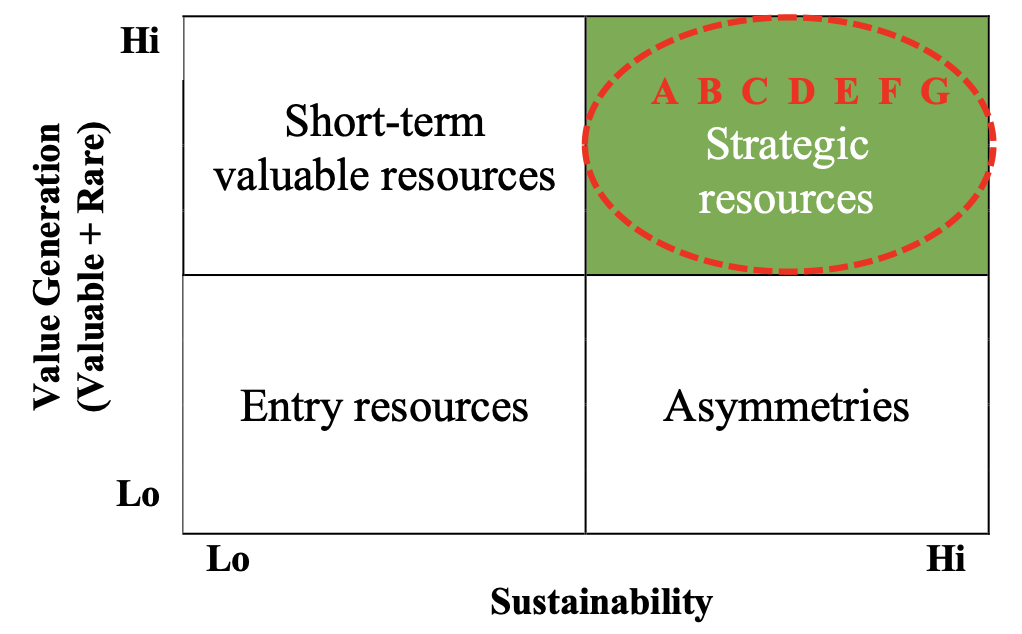 Hi
A B C D E F G
Short-term
valuable resources
Strategic
resources
Value Generation
(Valuable + Rare)
Entry resources
Asymmetries
Lo
Lo
Hi
Sustainability